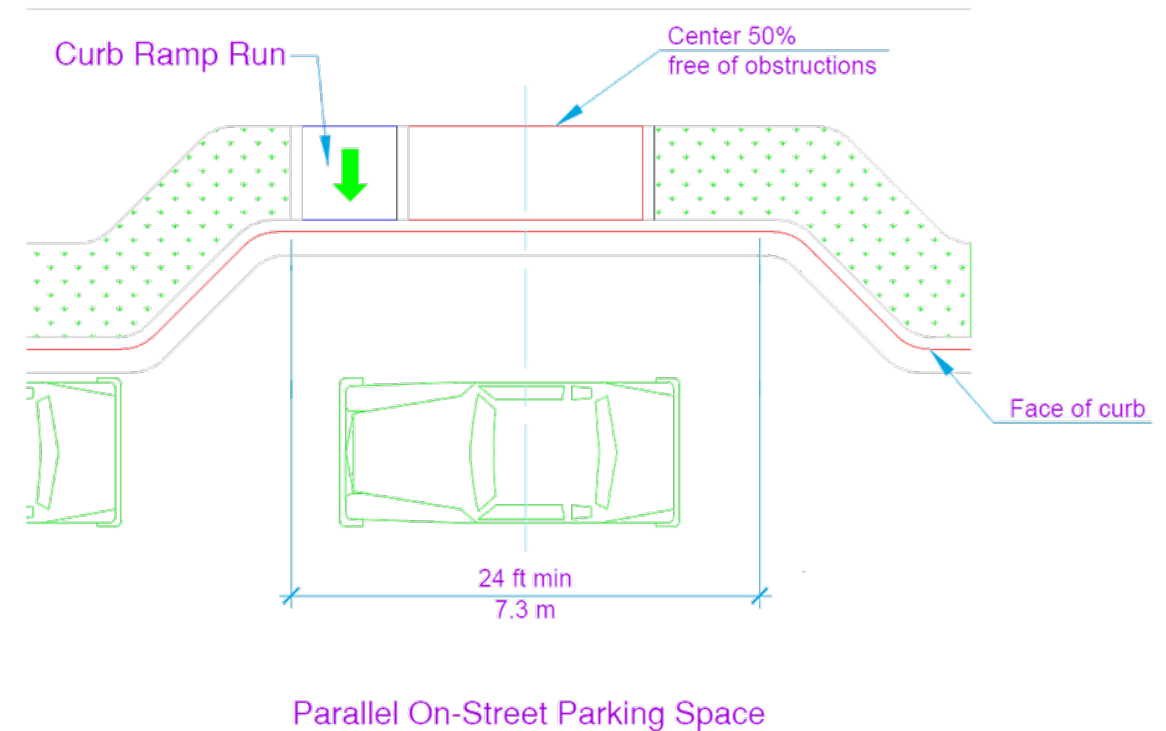 Curb Ramp Run
Center 50%
free of obstructions
Face of curb
24 ft min
7.3 m
Parallel On-Street Parking Space